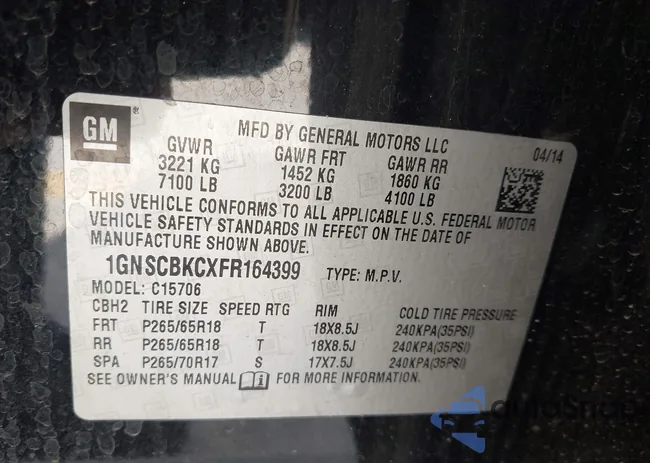 GM
MFD BY GENERAL MOTORS LLC
04/14
GVWR GAWR FRT GAWR RR
3221 KG 1452 KG 1860 KG
7100 LB 3200 LB 4100 LB
THIS VEHICLE CONFORMS TO ALL APPLICABLE U.S. FEDERAL MOTOR
VEHICLE SAFETY STANDARDS IN EFFECT ON THE DATE OF
MANUFACTURE SHOWN ABOVE.
1GNSCBKCXFR164399 TYPE: M.P.V.
MODEL: C15706
CBH2 TIRE SIZE SPEED RTG RIM COLD TIRE PRESSURE
FRT P265/65R18 T 18X8.5J 240KPA(35PSI)
RR P265/65R18 T 18X8.5J 240KPA(35PSI)
SPA P265/70R17 S 17X7.5J 240KPA(35PSI)
SEE OWNER'S MANUAL FOR MORE INFORMATION.